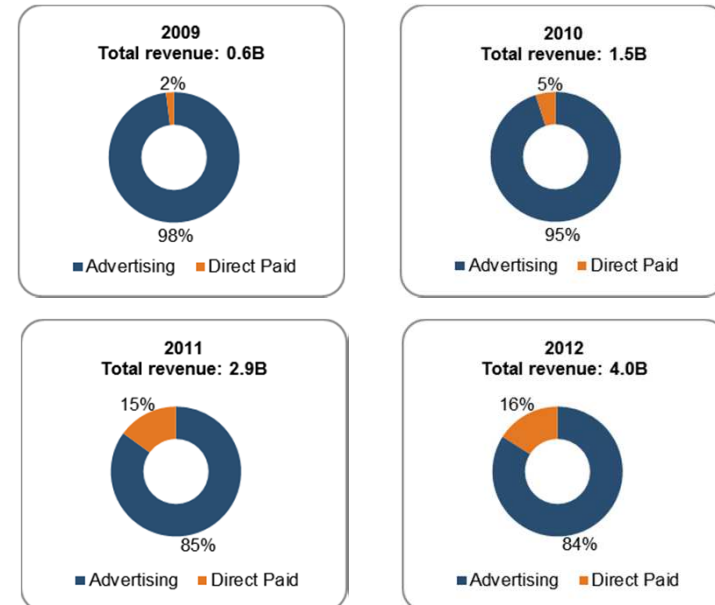 2009
Total revenue: 0.6B
2%
98%
Advertising Direct Paid
2010
Total revenue: 1.5B
5%
95%
Advertising Direct Paid
2011
Total revenue: 2.9B
15%
85%
Advertising Direct Paid
2012
Total revenue: 4.0B
16%
84%
Advertising Direct Paid